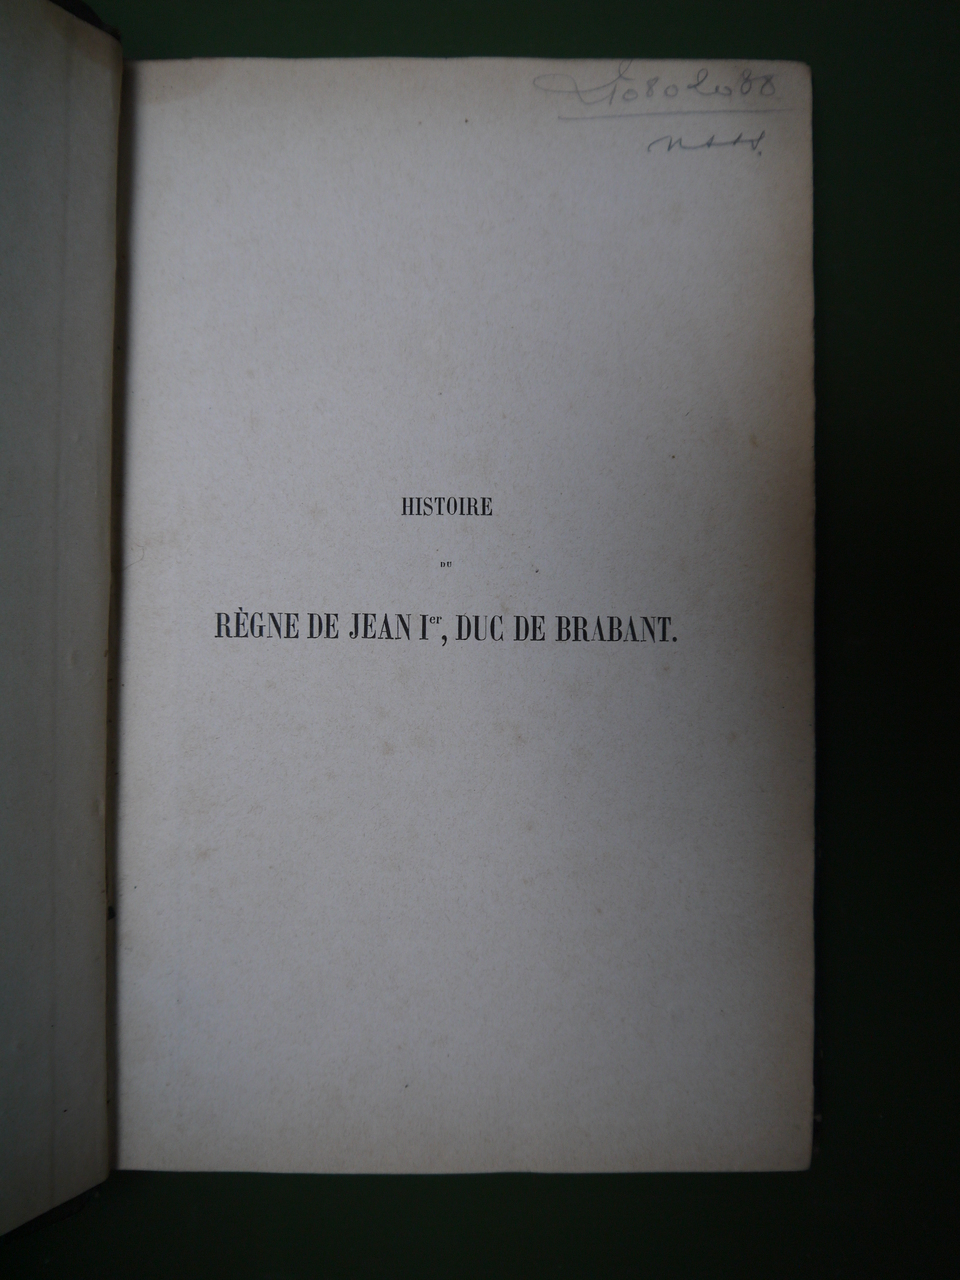 HISTOIRE
DU
RÈGNE DE JEAN Ier, DUC DE BRABANT.